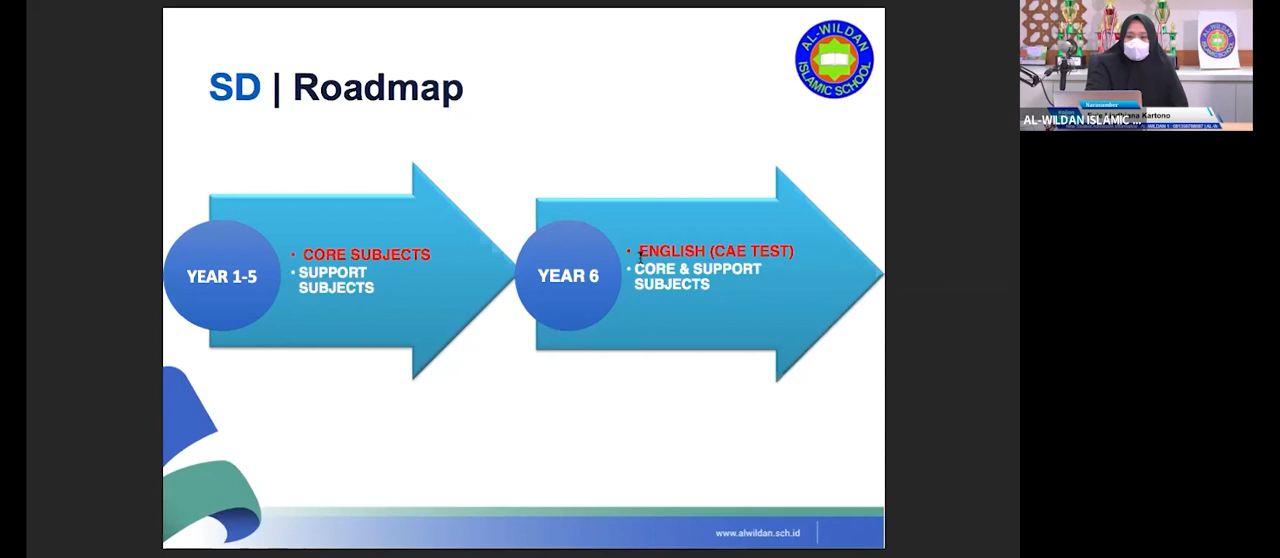 SD | Roadmap
AL-WILDAN
ISLAMIC SCHOOL
YEAR 1-5
• CORE SUBJECTS
• SUPPORT
SUBJECTS
YEAR 6
• ENGLISH (CAE TEST)
• CORE & SUPPORT
SUBJECTS
www.alwildan.sch.id
Narasumber
Kartono
AL-WILDAN ISLAMIC ...